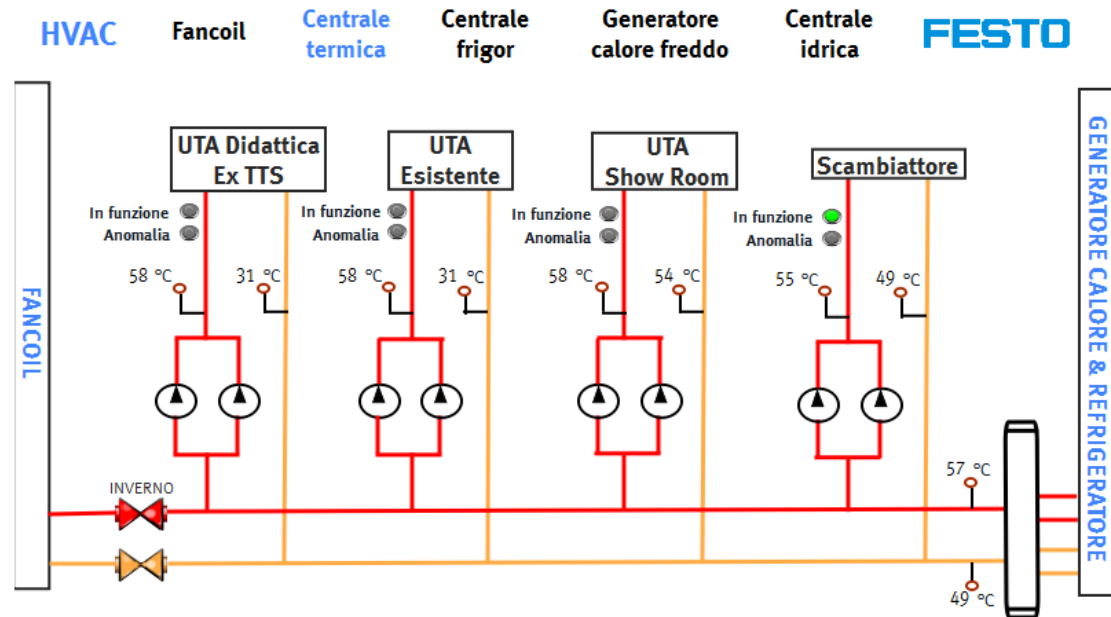 HVAC
Fancoil
Centrale
termica
Centrale
frigor
Generatore
calore freddo
Centrale
idrica
FESTO
UTA Didattica
Ex TTS
UTA
Esistente
UTA
Show Room
Scambiattore
In funzione
Anomalia
In funzione
Anomalia
In funzione
Anomalia
In funzione
Anomalia
58 °C
31 °C
58 °C
31 °C
58 °C
54 °C
55 °C
49 °C
FANCOIL
GENERATORE CALORE & REFRIGERATORE
INVERNO
57 °C
49 °C